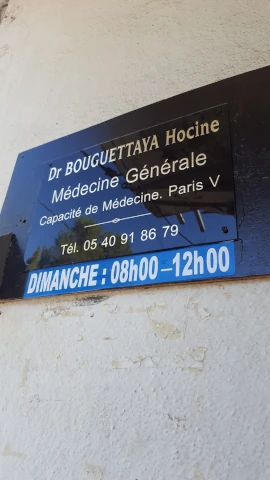 Dr BOUGUETTAYA Hocine
Médecine Générale
Capacité de Médecine. Paris V
Tél. 05 40 91 86 79
DIMANCHE : 08h00 -12h00